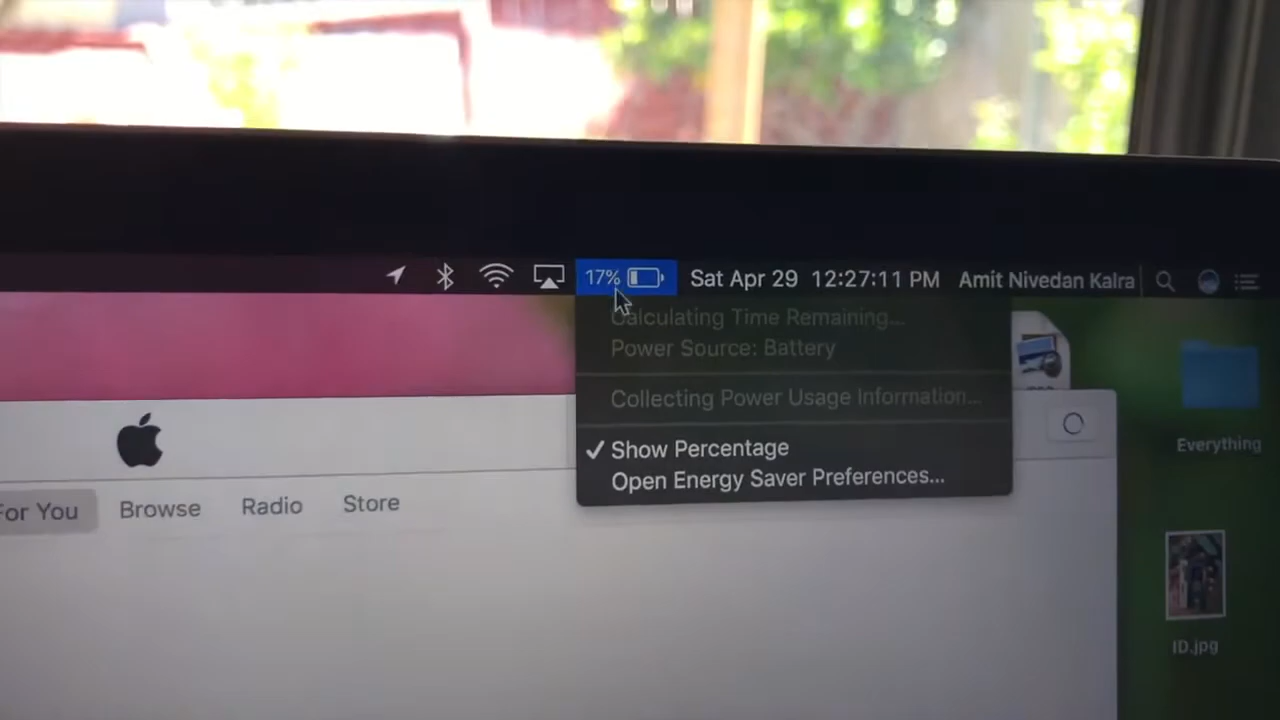 17% Sat Apr 29 12:27:11 PM Amit Nivedan Kalra
Calculating Time Remaining...
Power Source: Battery
Collecting Power Usage Information...
✓ Show Percentage
Open Energy Saver Preferences...
For You Browse Radio Store
Everything
ID.jpg